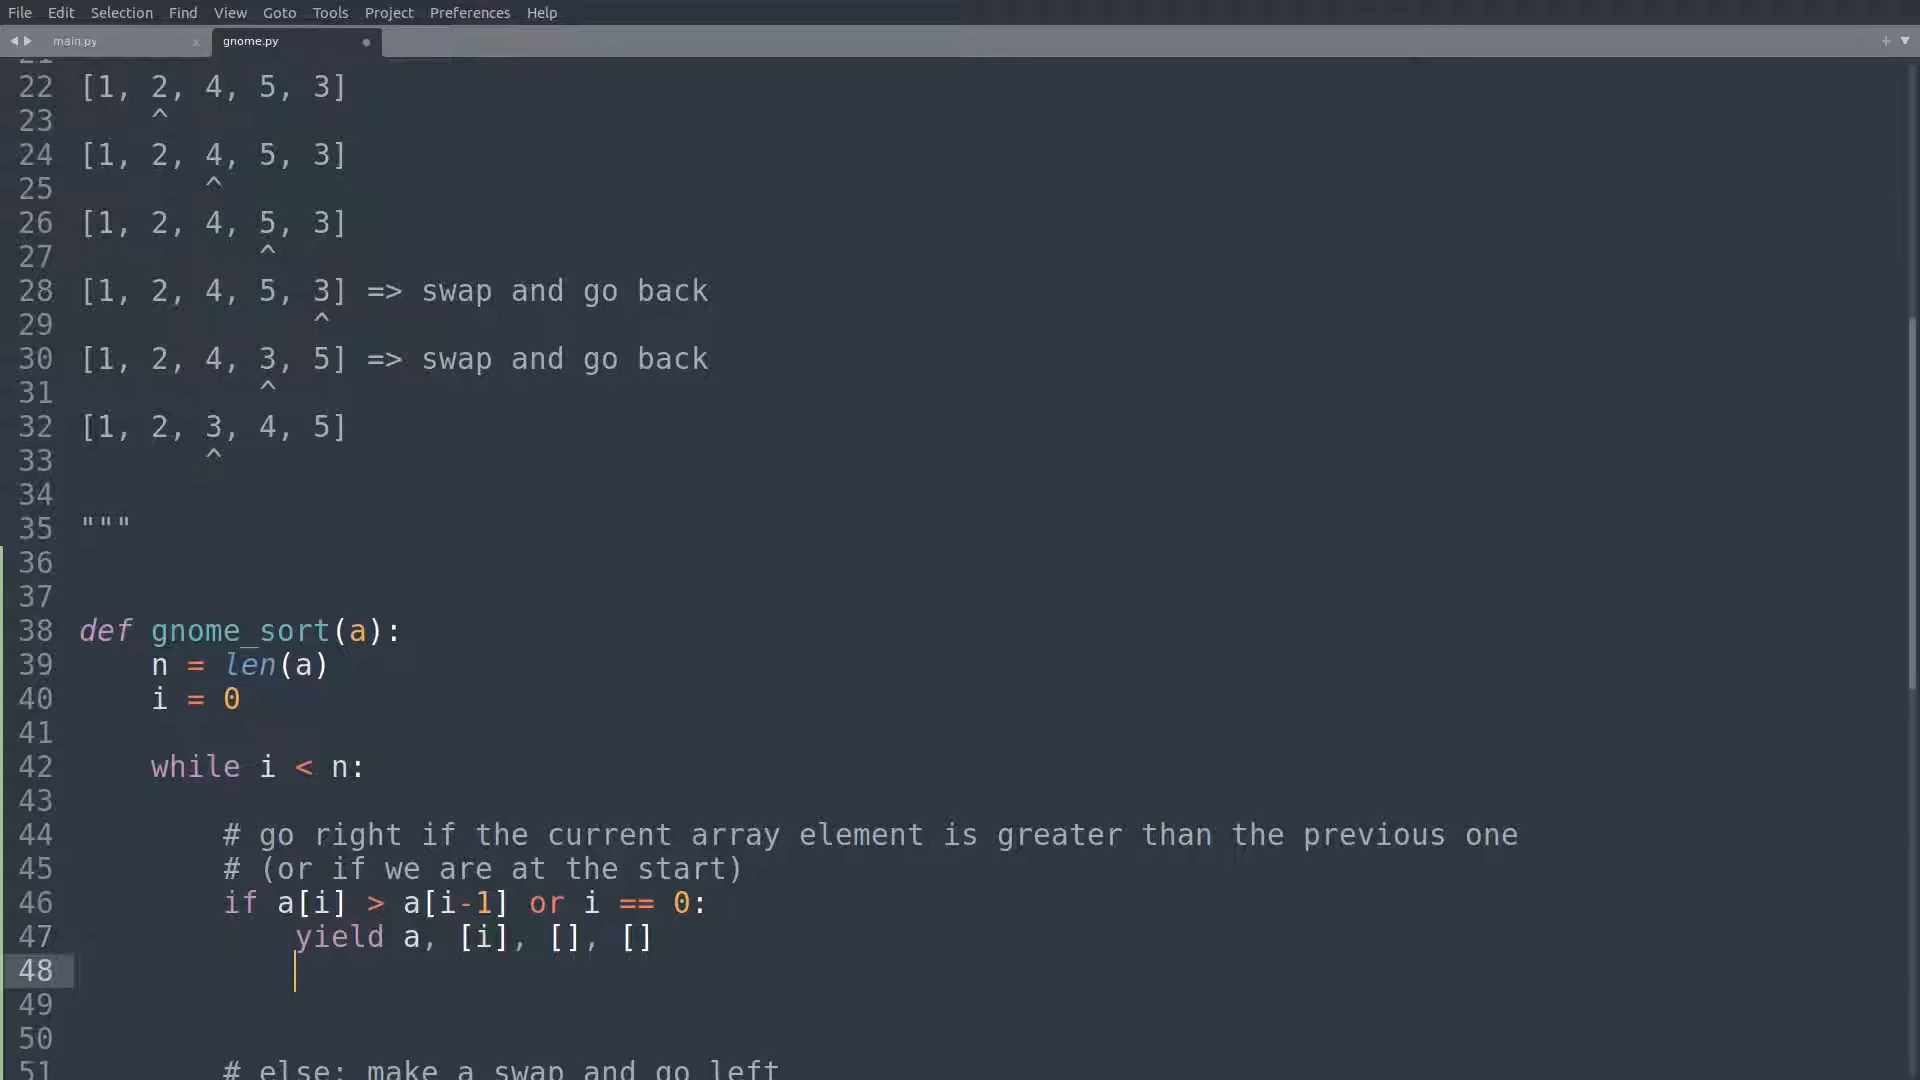 File Edit Selection Find View Goto Tools Project Preferences Help
main.py × gnome.py
22 [1, 2, 4, 5, 3]
23 ^
24 [1, 2, 4, 5, 3]
25 ^
26 [1, 2, 4, 5, 3]
27 ^
28 [1, 2, 4, 5, 3] => swap and go back
29 ^
30 [1, 2, 4, 3, 5] => swap and go back
31 ^
32 [1, 2, 3, 4, 5]
33 ^
34
35 """
36
37
38 def gnome_sort(a):
39 n = len(a)
40 i = 0
41
42 while i < n:
43
44 # go right if the current array element is greater than the previous one
45 # (or if we are at the start)
46 if a[i] > a[i-1] or i == 0:
47 yield a, [i], [], []
48
49
50
51 # else: make a swap and go left